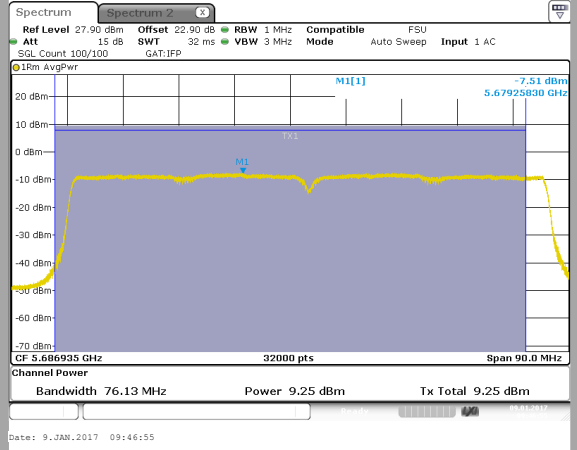 Spectrum
Spectrum 2 X
Ref Level 27.90 dBm Offset 22.90 dB RBW 1 MHz Compatible FSU
Att 15 dB SWT 32 ms VBW 3 MHz Mode Auto Sweep Input 1 AC
SGL Count 100/100 GAT:IFP
1Rm AvgPwr
M1[1] -7.51 dBm
5.67925830 GHz
20 dBm
10 dBm
TX1
0 dBm
M1
-10 dBm
-20 dBm
-30 dBm
-40 dBm
-50 dBm
-60 dBm
-70 dBm
CF 5.686935 GHz 32000 pts Span 90.0 MHz
Channel Power
Bandwidth 76.13 MHz Power 9.25 dBm Tx Total 9.25 dBm
Ready 09.01.2017
Date: 9.JAN.2017 09:46:55